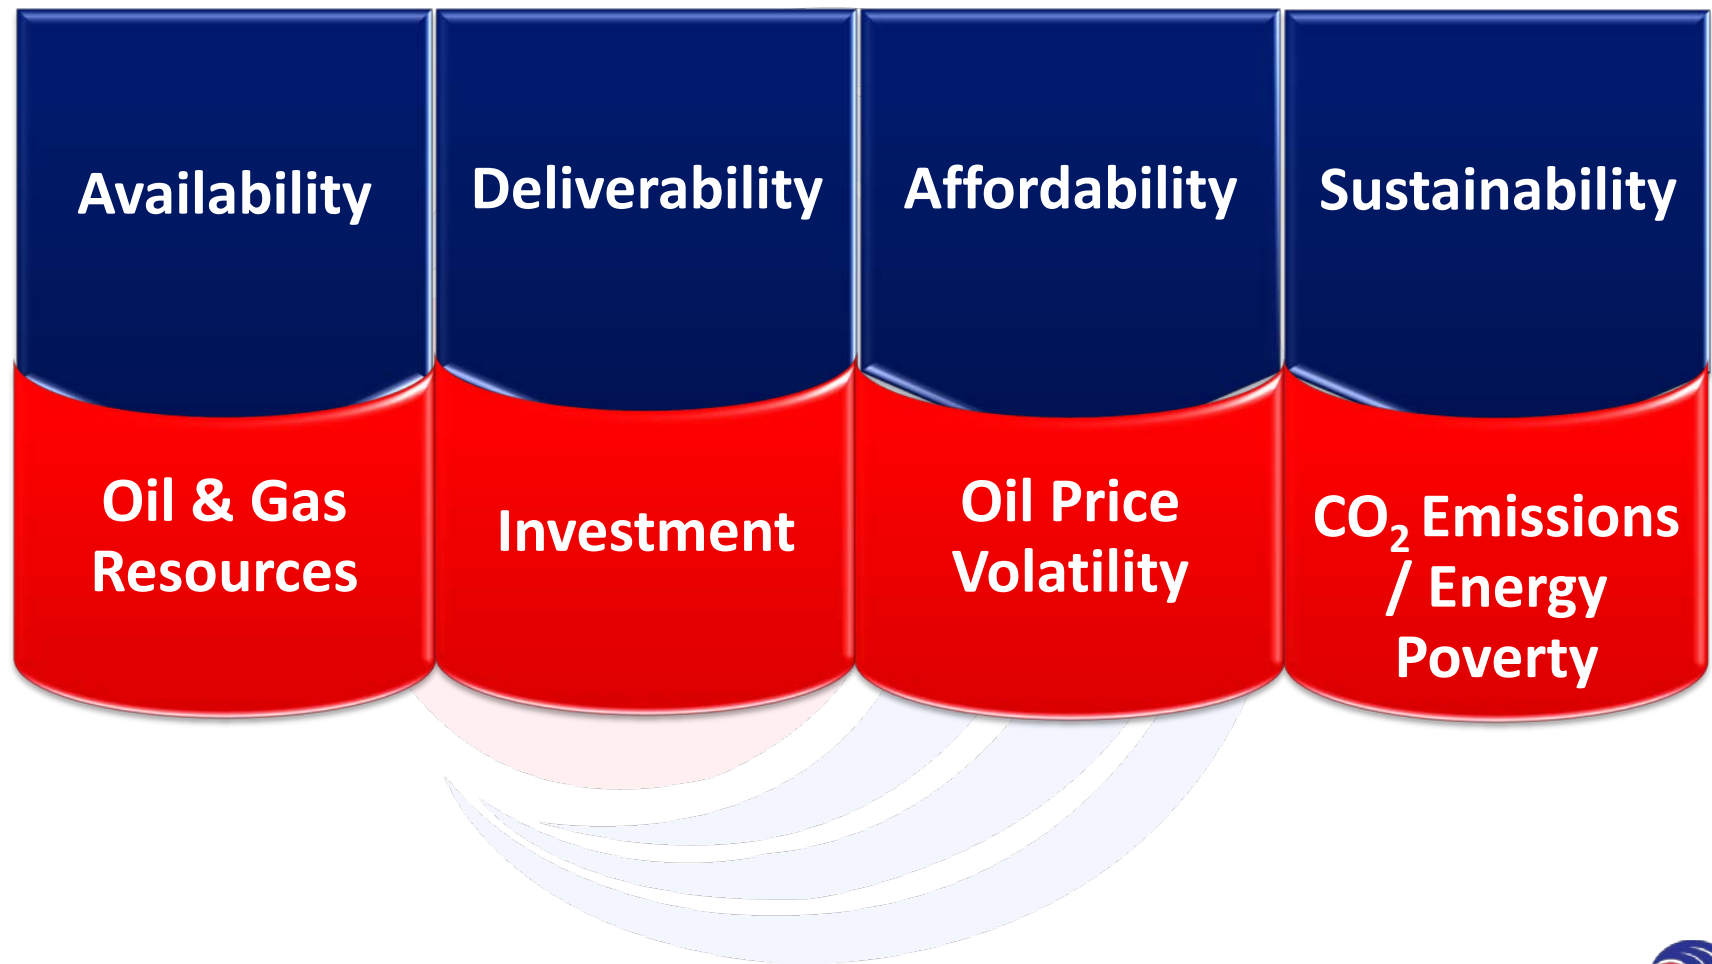 Availability
Deliverability
Affordability
Sustainability
Oil & Gas
Resources
Investment
Oil Price
Volatility
CO₂ Emissions
/ Energy
Poverty